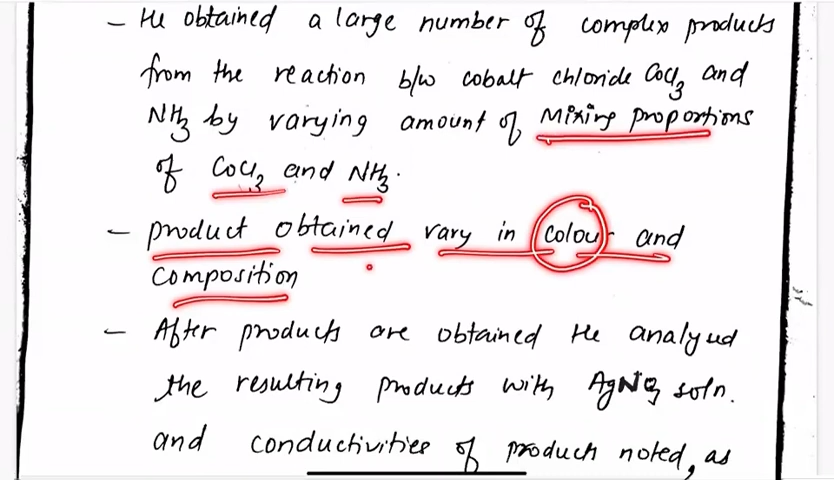 - He obtained a large number of complex products
from the reaction b/w cobalt chloride CoCl3 and
NH3 by varying amount of Mixing proportions
of CoCl3 and NH3.
- product obtained vary in colour and
composition
- After products are obtained He analysed
the resulting products with AgNO3 soln.
and conductivities of product noted, as